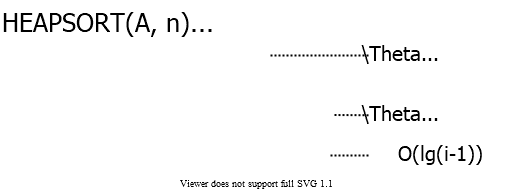 HEAPSORT(A, n)...
\Theta...
\Theta...
O(lg(i-1))
Viewer does not support full SVG 1.1